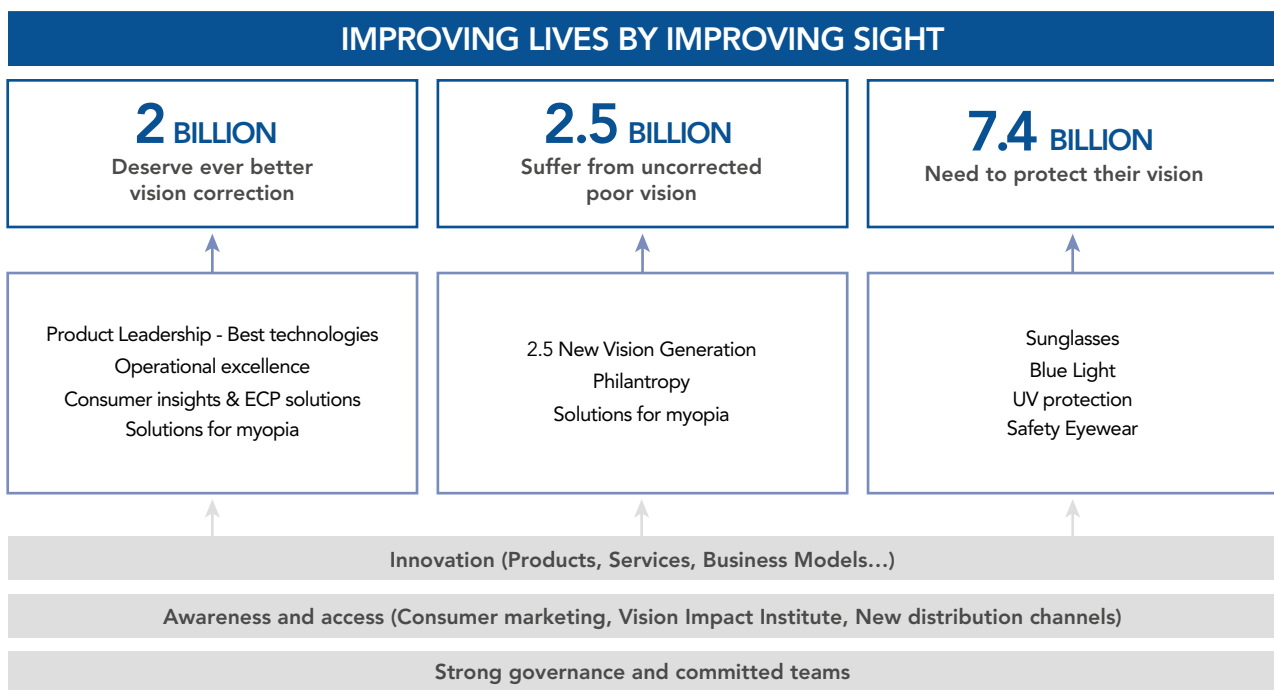 IMPROVING LIVES BY IMPROVING SIGHT
2 BILLION
Deserve ever better
vision correction
2.5 BILLION
Suffer from uncorrected
poor vision
7.4 BILLION
Need to protect their vision
Product Leadership - Best technologies
Operational excellence
Consumer insights & ECP solutions
Solutions for myopia
2.5 New Vision Generation
Philantropy
Solutions for myopia
Sunglasses
Blue Light
UV protection
Safety Eyewear
Innovation (Products, Services, Business Models…)
Awareness and access (Consumer marketing, Vision Impact Institute, New distribution channels)
Strong governance and committed teams